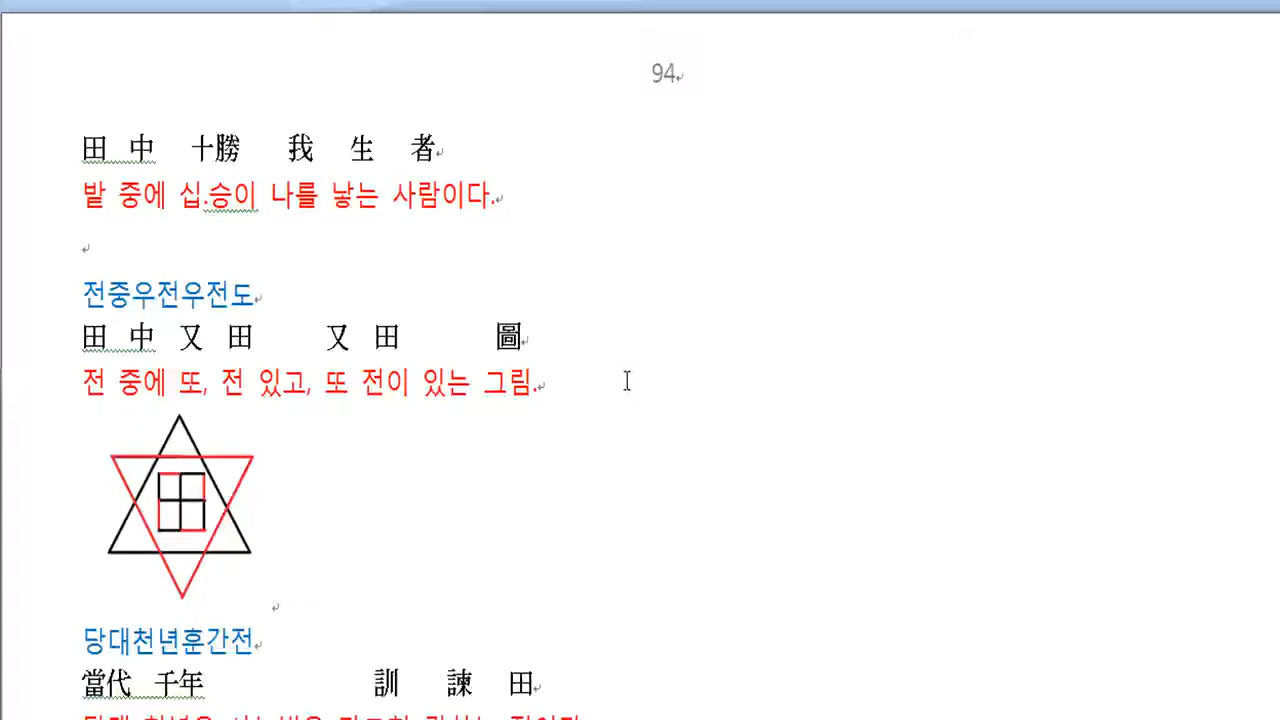 94
田 中 十勝 我 生 者
밭 중에 십.승이 나를 낳는 사람이다.
전중우전우전도
田 中 又 田 又 田 圖
전 중에 또, 전 있고, 또 전이 있는 그림.
당대천년훈간전
當代 千年 訓 諫 田